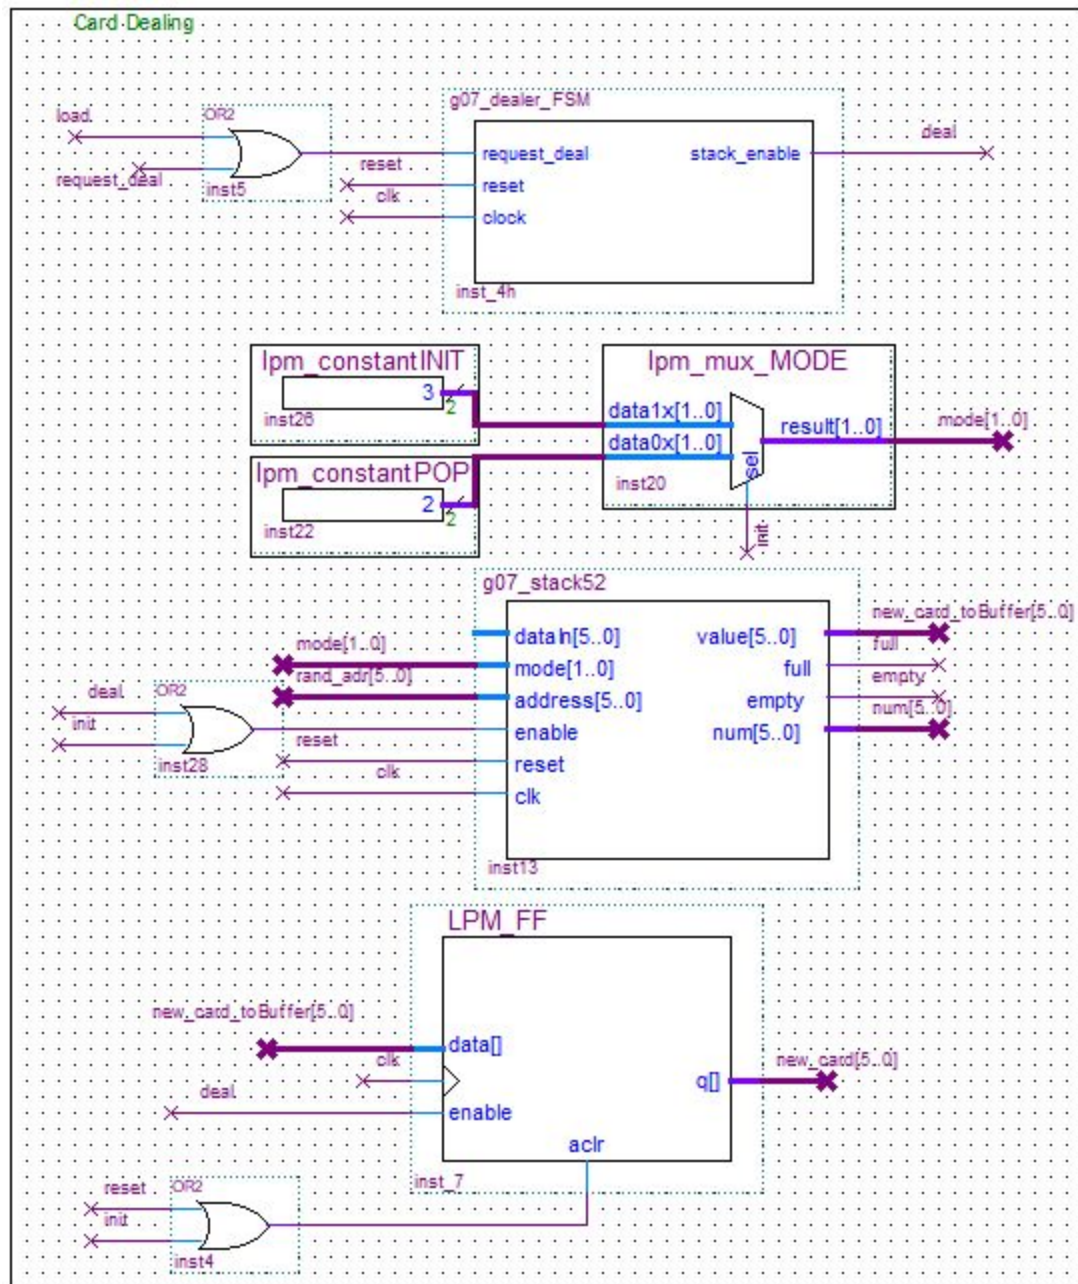 Card Dealing
g07_dealer_FSM
load
OR2
request_deal
inst5
reset
clk
request_deal
reset
clock
stack_enable
deal
inst_4h
lpm_constantINIT
3
2
inst26
lpm_constantPOP
2
2
inst22
lpm_mux_MODE
data1x[1..0]
data0x[1..0]
result[1..0]
sel
inst20
mode[1..0]
init
g07_stack52
mode[1..0]
rand_adr[5..0]
deal
init
OR2
inst28
reset
clk
dataIn[5..0]
mode[1..0]
address[5..0]
enable
reset
clk
value[5..0]
full
empty
num[5..0]
new_card_toBuffer[5..0]
full
empty
num[5..0]
inst13
LPM_FF
new_card_toBuffer[5..0]
clk
deal
data[]
enable
q[]
aclr
new_card[5..0]
inst_7
reset
init
OR2
inst4